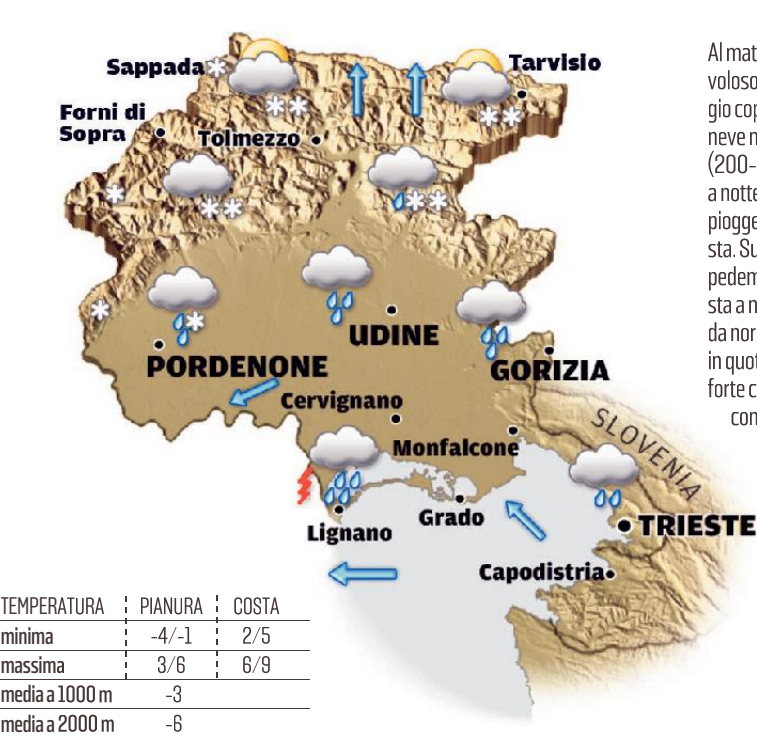 Sappada
Tarvisio
Forni di
Sopra
Tolmezzo
UDINE
PORDENONE
GORIZIA
Cervignano
Monfalcone
SLOVENIA
Grado
Lignano
TRIESTE
Capodistria
TEMPERATURA PIANURA COSTA
minima -4/-1 2/5
massima 3/6 6/9
media a 1000 m -3
media a 2000 m -6
Al mat
voloso
gio cop
neve n
(200-
a notte
piogge
sta. Su
pedem
sta a n
da nor
in quot
forte c
con